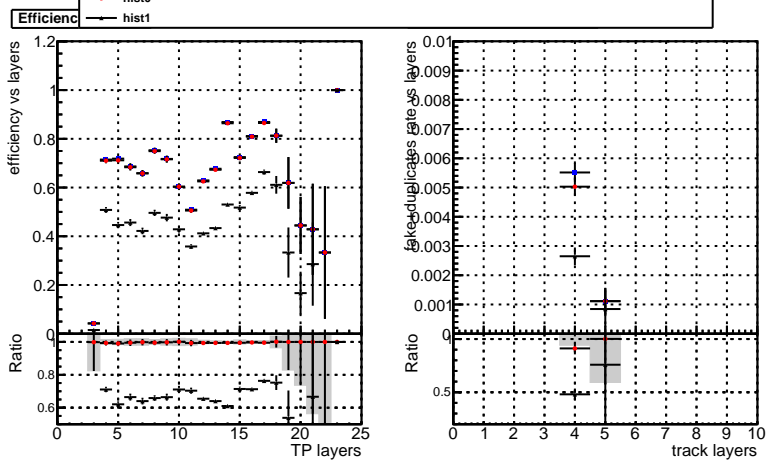 hist0
Efficienc
hist1
efficiency vs layers
1.2
1
0.8
0.6
0.4
0.2
0
Ratio
1
0.8
0.6
0 5 10 15 20 25
TP layers
fake+duplicates rate vs layers
0.01
0.009
0.008
0.007
0.006
0.005
0.004
0.003
0.002
0.001
0
Ratio
1
0.5
0 1 2 3 4 5 6 7 8 9 10
track layers